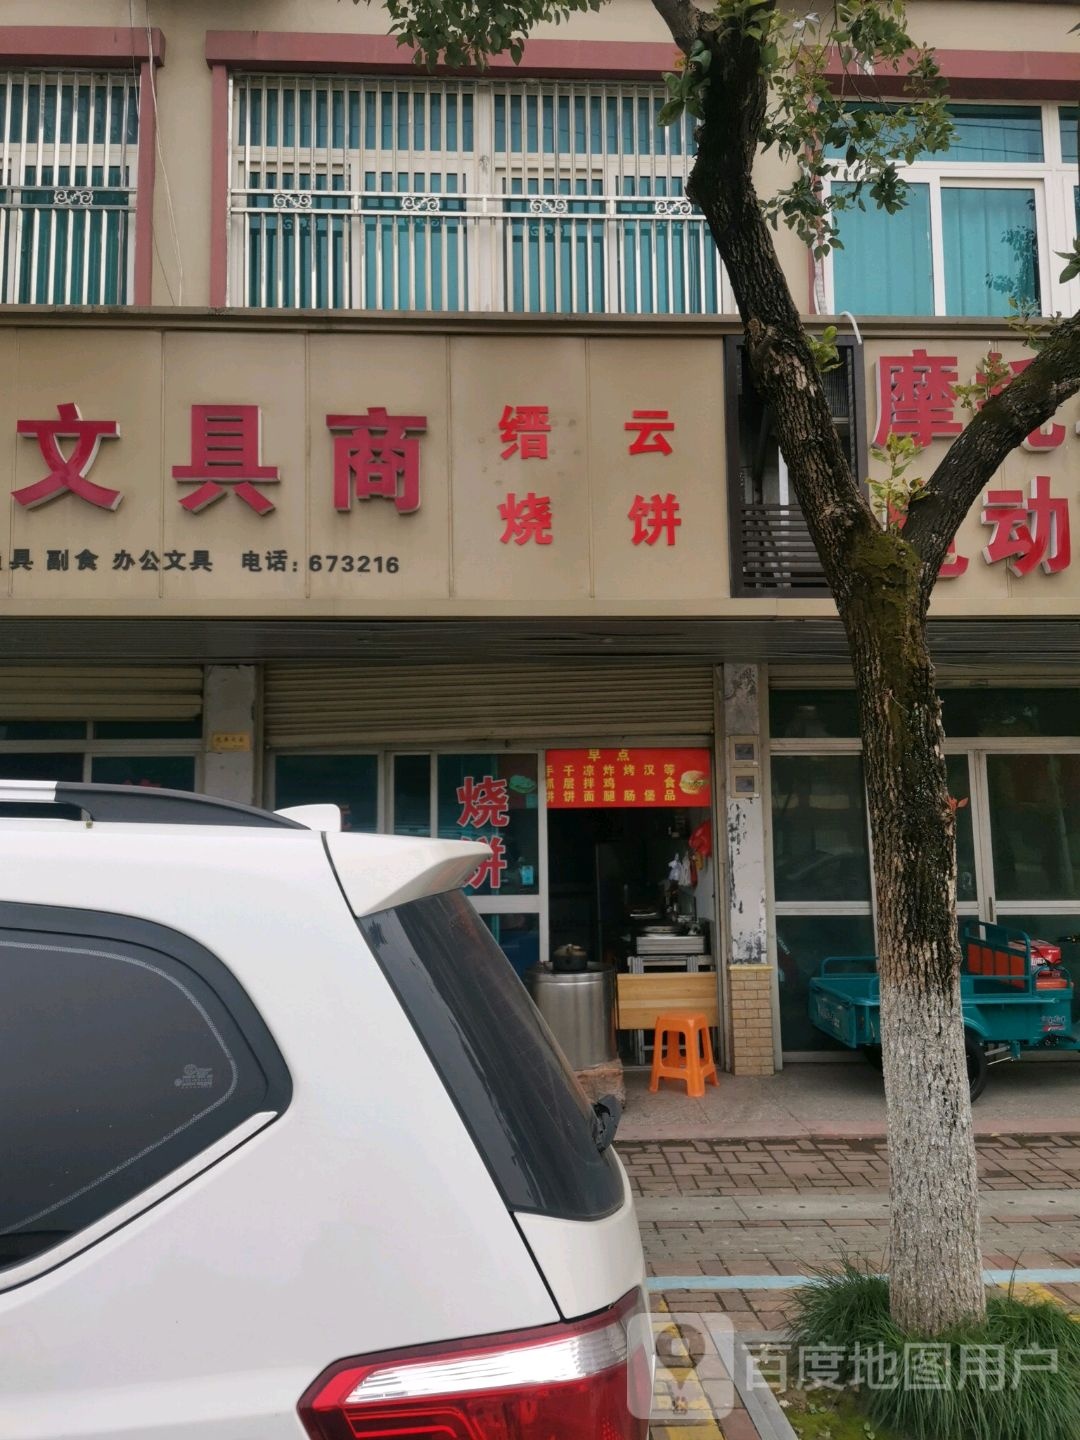 文具商
缙云
烧饼
具 副食 办公文具 电话:673216
摩
动
烧饼
早点
手 千 凉 炸 烤 汉 等
抓 层 拌 鸡 食
饼 饼 面 腿 肠 堡 品
百度地图用户